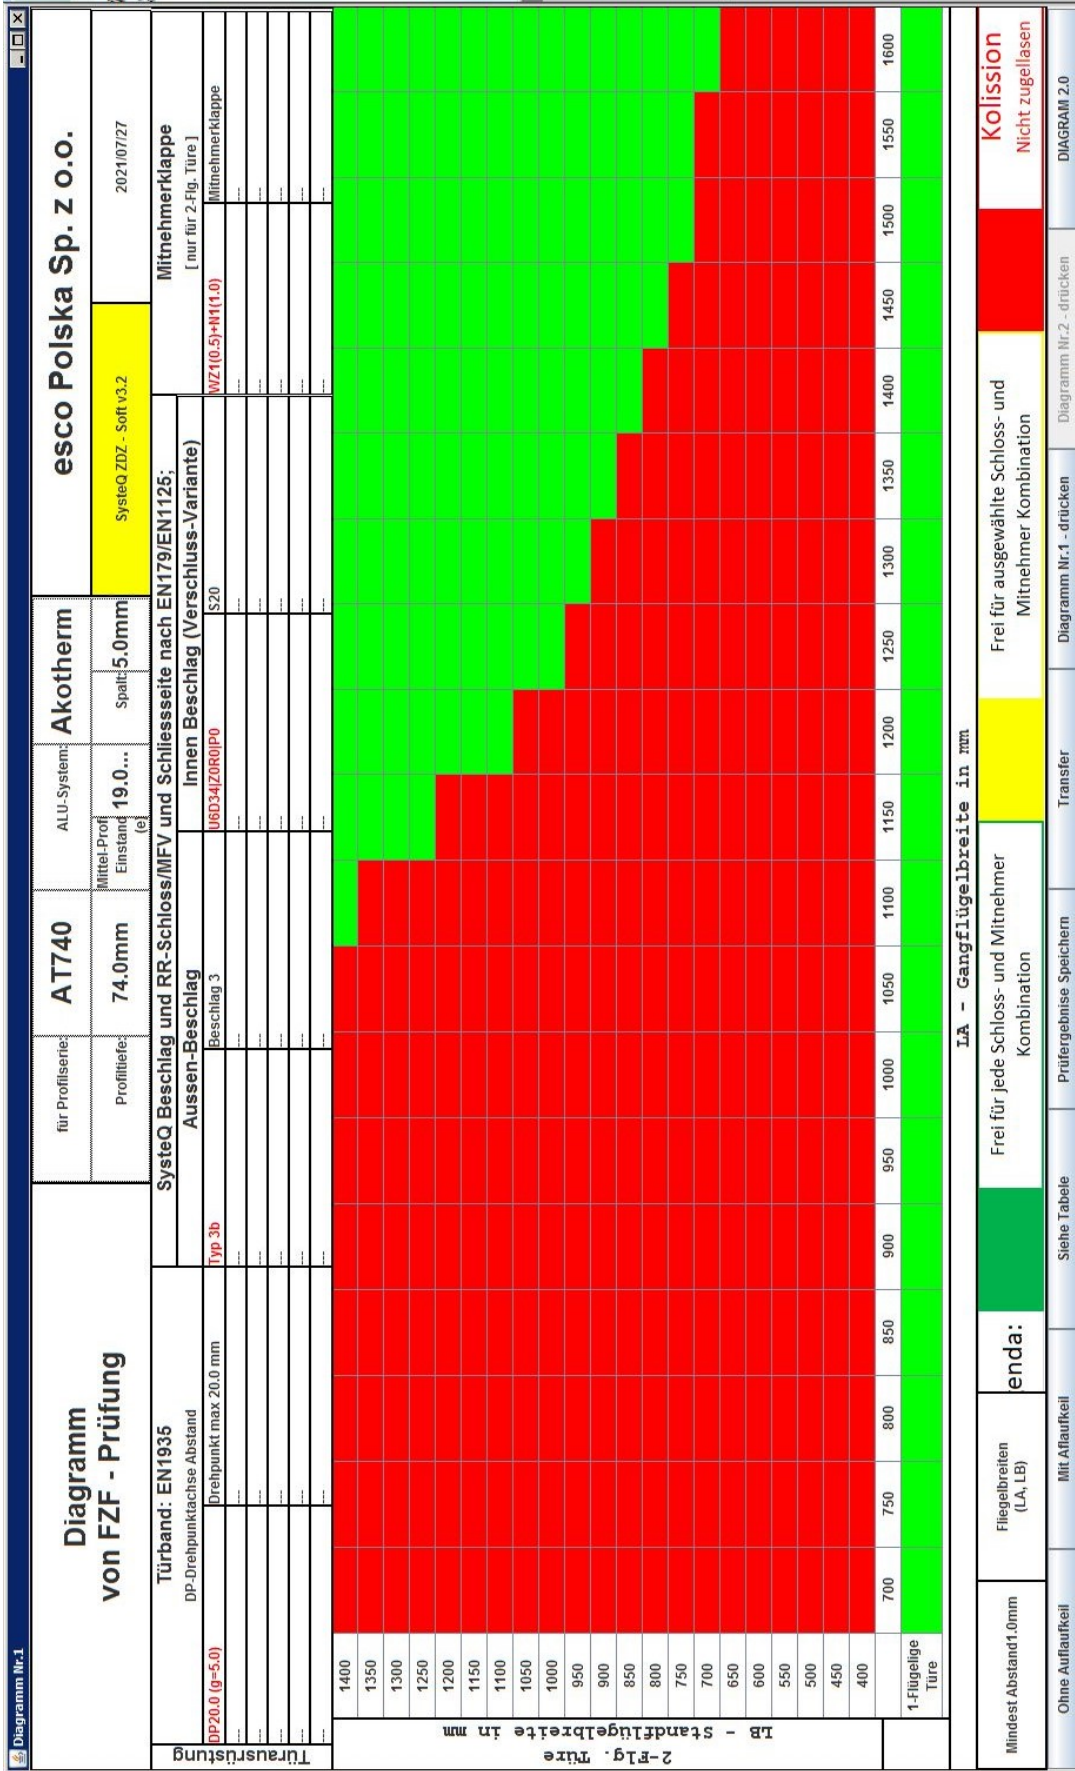 Diagramm Nr.1
Diagramm
von FZF - Prüfung
für Profilserie:
AT740
ALU-System:
Akotherm
esco Polska Sp. z o.o.
Profiltiefe:
74.0mm
Mittel-Prof
Einstand
(e)
19.0...
Spalt:
5.0mm
SysteQ ZDZ - Soft v3.2
2021/07/27
Türausrüstung
Türband: EN1935
DP-Drehpunktachse Abstand
SysteQ Beschlag und RR-Schloss/MFV und Schliessseite nach EN179/EN1125;
Aussen-Beschlag
Innen Beschlag (Verschluss-Variante)
Mitnehmerklappe
[ nur für 2-Flg. Türe ]
DP20.0 (g=5.0)
Drehpunkt max 20.0 mm
Typ 3b
Beschlag 3
U6D34|Z0R0|P0
S20
WZ1(0.5)+N1(1.0)
Mitnehmerklappe
--- --- --- --- --- --- --- ---
--- --- --- --- --- --- --- ---
--- --- --- --- --- --- --- ---
--- --- --- --- --- --- --- ---
--- --- --- --- --- --- --- ---
2-Flg. Türe
LB - Standflügelbreite in mm
1400
1350
1300
1250
1200
1150
1100
1050
1000
950
900
850
800
750
700
650
600
550
500
450
400
700 750 800 850 900 950 1000 1050 1100 1150 1200 1250 1300 1350 1400 1450 1500 1550 1600
1-Flügelige
Türe
LA - Gangflügelbreite in mm
Mindest Abstand1.0mm
Fliegelbreiten
(LA, LB)
enda:
Frei für jede Schloss- und Mitnehmer
Kombination
Frei für ausgewählte Schloss- und
Mitnehmer Kombination
Kolission
Nicht zugellasen
Ohne Auflaufkeil
Mit Aflaufkeil
Siehe Tabele
Prüfergebnise Speichern
Transfer
Diagramm Nr.1 - drücken
Diagramm Nr.2 - drücken
DIAGRAM 2.0